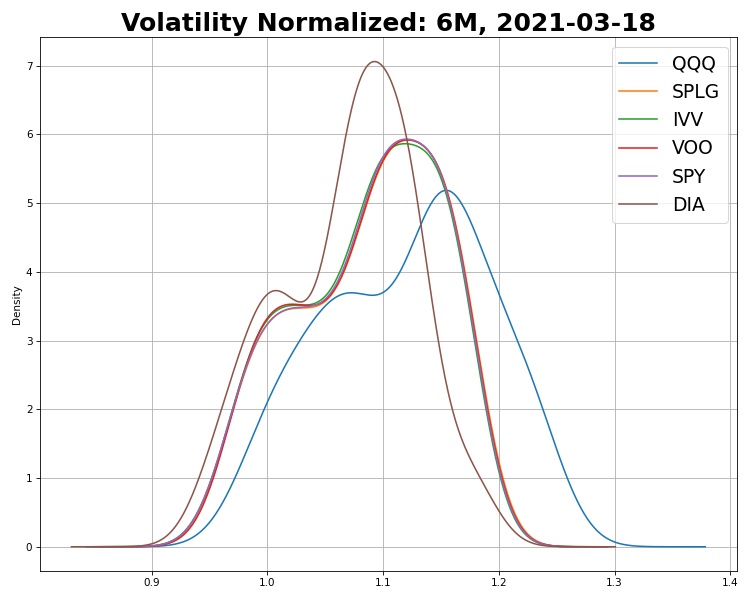 Volatility Normalized: 6M, 2021-03-18
QQQ
SPLG
IVV
VOO
SPY
DIA
Density
7
6
5
4
3
2
1
0
0.9
1.0
1.1
1.2
1.3
1.4